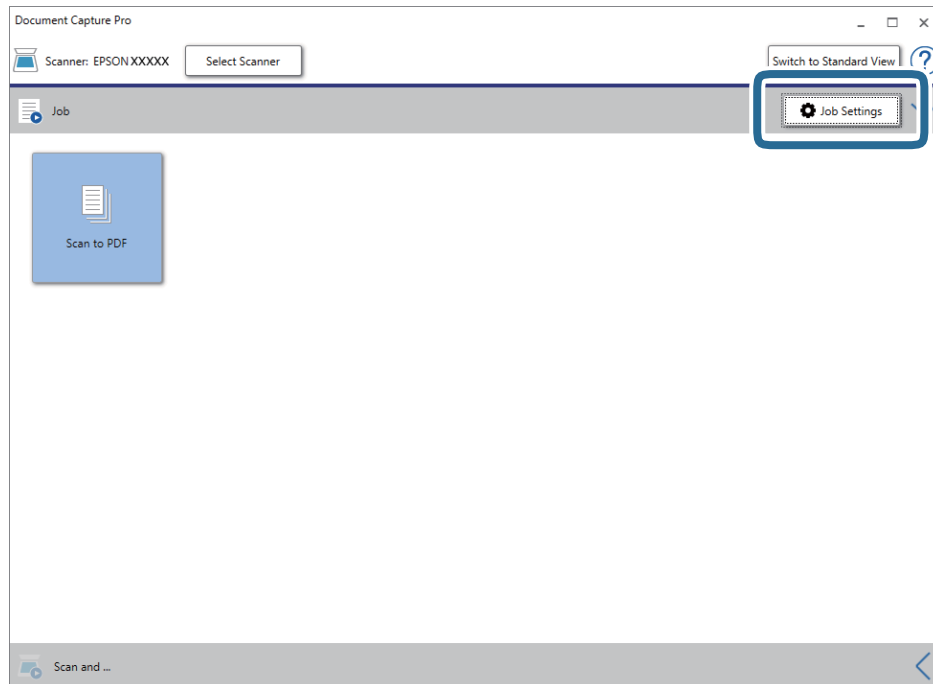 Document Capture Pro
Scanner: EPSON XXXXX
Select Scanner
Switch to Standard View
?
Job
Job Settings
Scan to PDF
Scan and ...